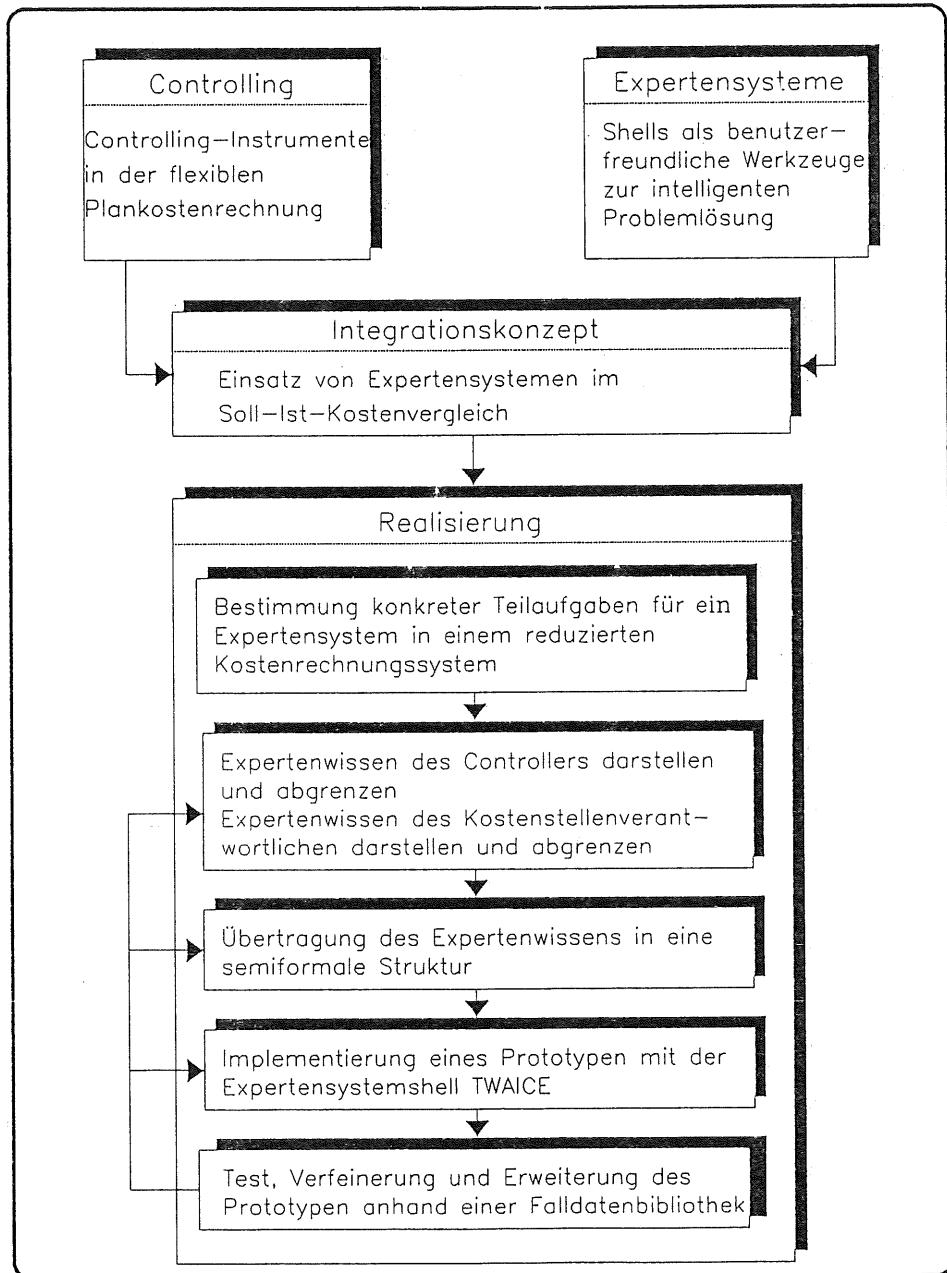 Controlling
Controlling-Instrumente
in der flexiblen
Plankostenrechnung
Expertensysteme
Shells als benutzer-
freundliche Werkzeuge
zur intelligenten
Problemlösung
Integrationskonzept
Einsatz von Expertensystemen im
Soll-Ist-Kostenvergleich
Realisierung
Bestimmung konkreter Teilaufgaben für ein
Expertensystem in einem reduzierten
Kostenrechnungssystem
Expertenwissen des Controllers darstellen
und abgrenzen
Expertenwissen des Kostenstellenverant-
wortlichen darstellen und abgrenzen
Übertragung des Expertenwissens in eine
semiformale Struktur
Implementierung eines Prototypen mit der
Expertensystemshell TWAICE
Test, Verfeinerung und Erweiterung des
Prototypen anhand einer Falldatenbibliothek